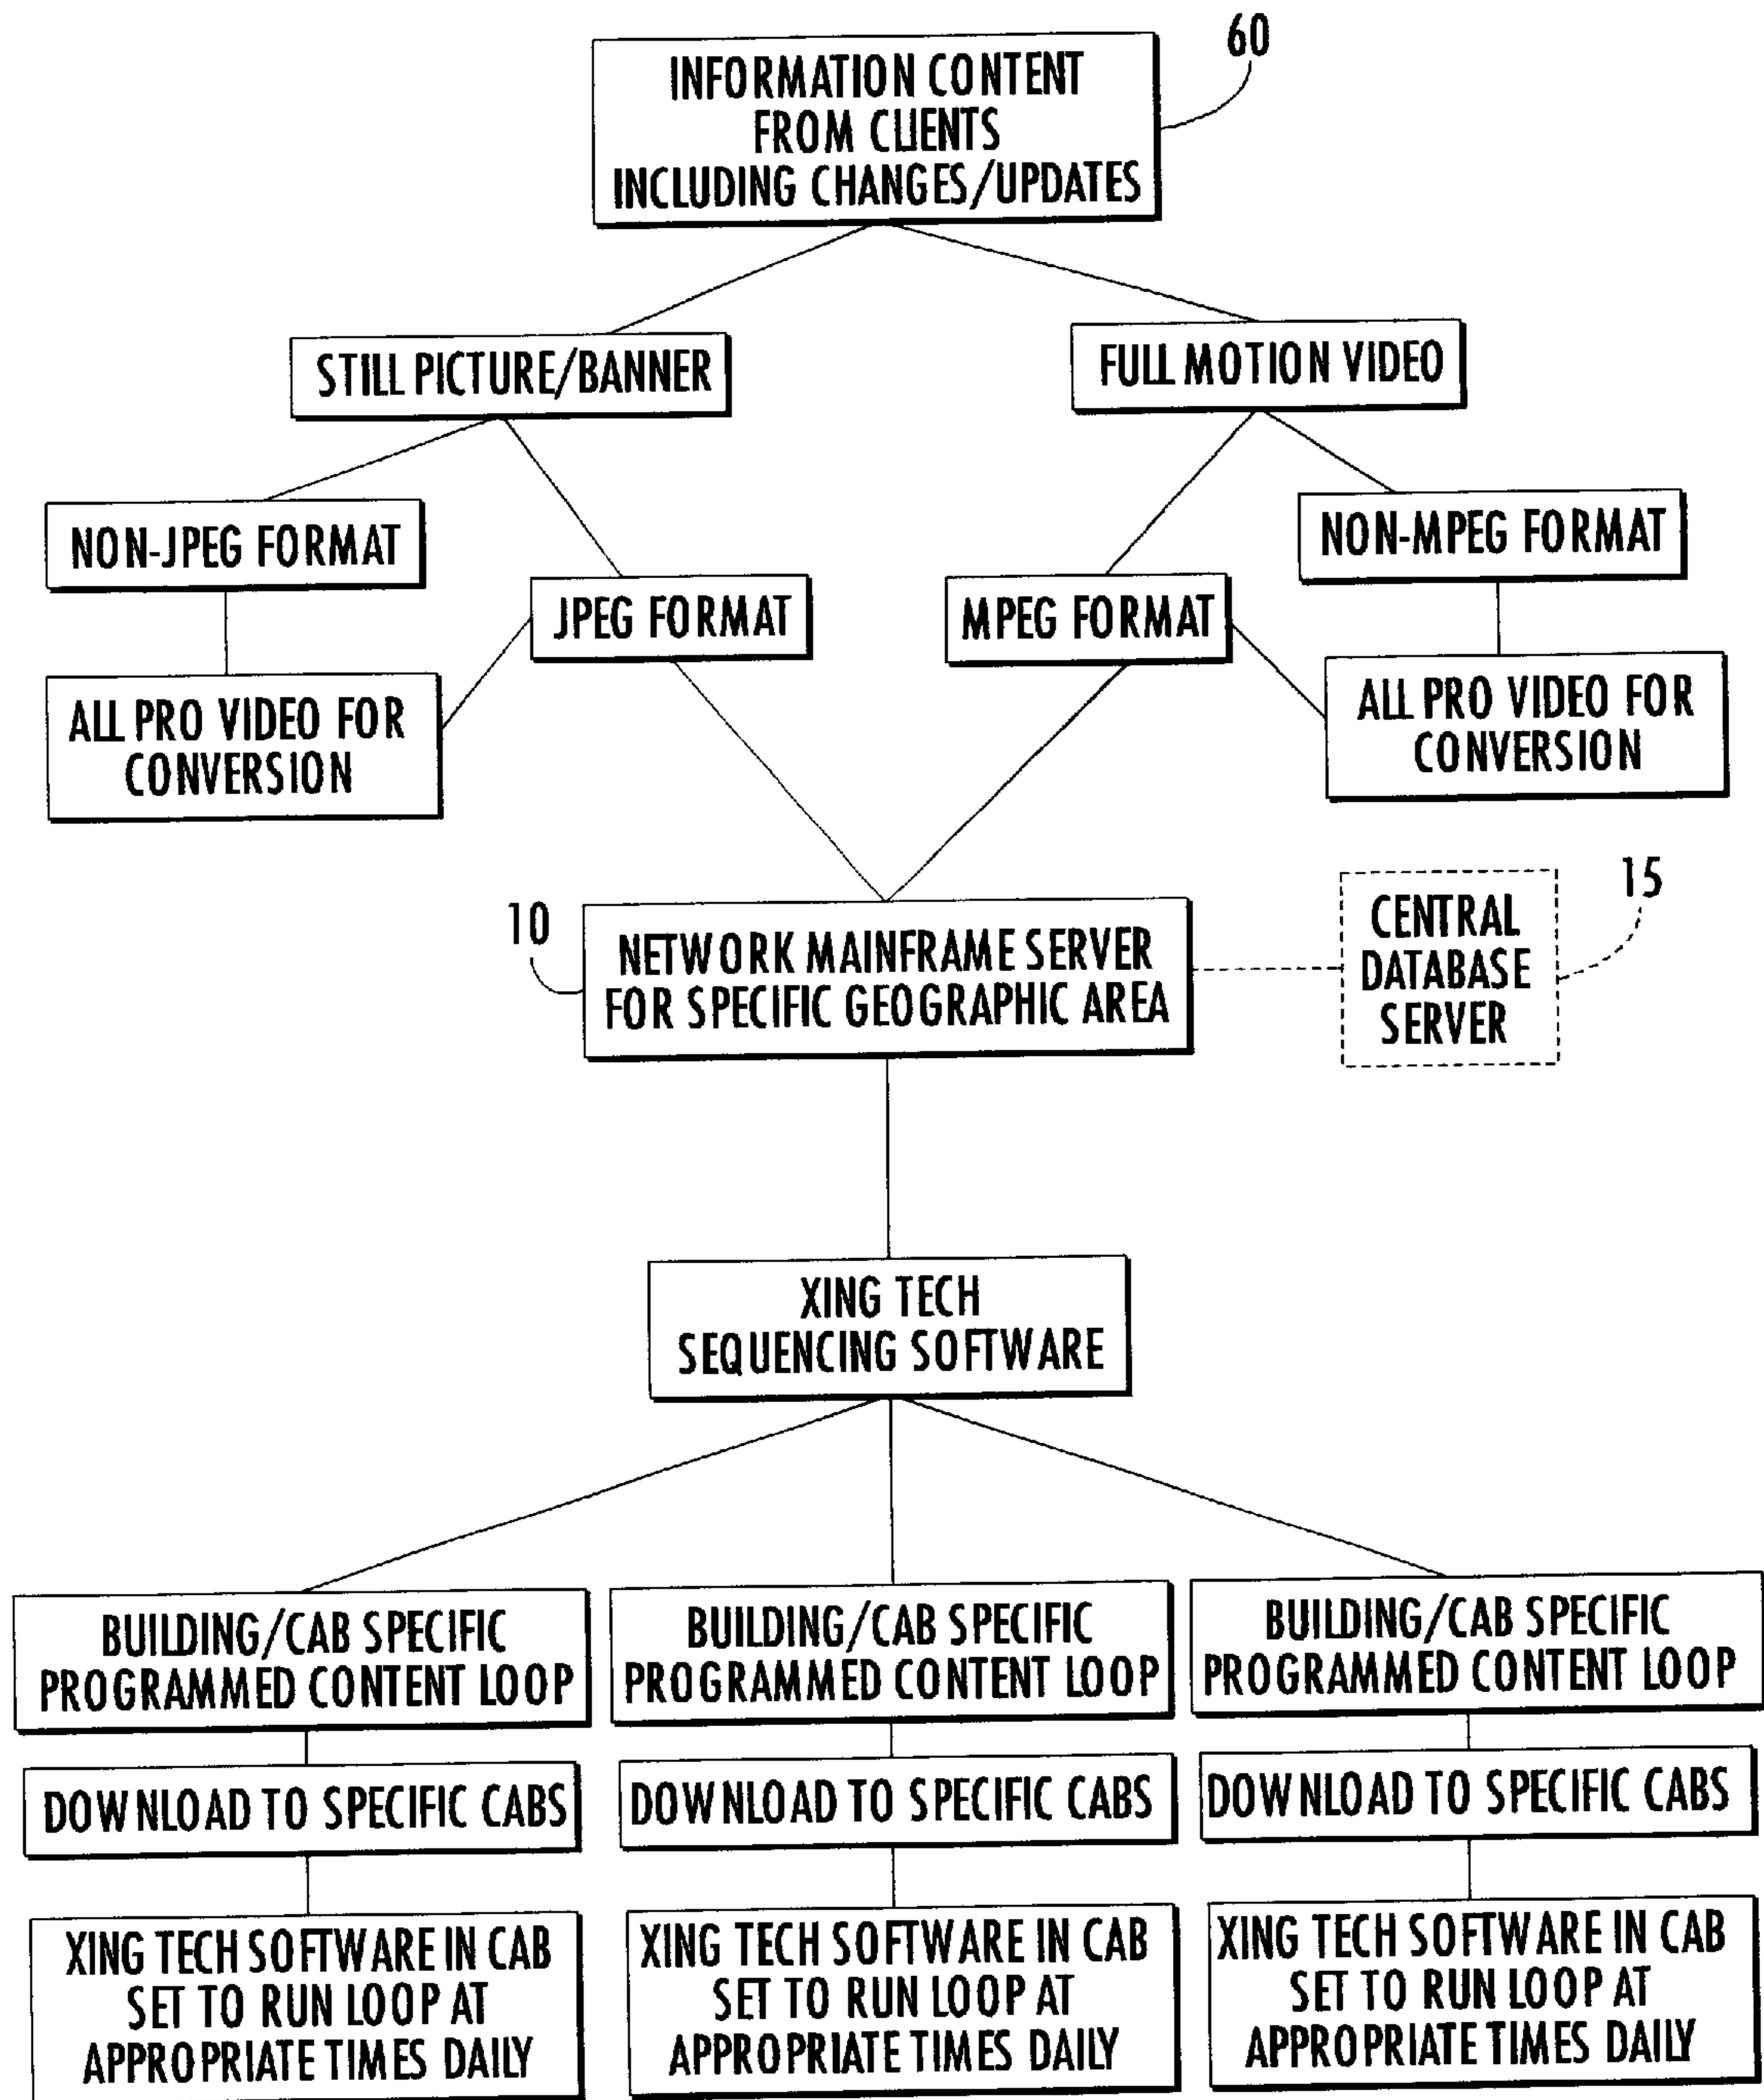 60
INFORMATION CONTENT
FROM CLIENTS
INCLUDING CHANGES/UPDATES
STILL PICTURE/BANNER
FULL MOTION VIDEO
NON-JPEG FORMAT
NON-MPEG FORMAT
JPEG FORMAT
MPEG FORMAT
ALL PRO VIDEO FOR
CONVERSION
ALL PRO VIDEO FOR
CONVERSION
10
NETWORK MAINFRAME SERVER
FOR SPECIFIC GEOGRAPHIC AREA
15
CENTRAL
DATABASE
SERVER
XING TECH
SEQUENCING SOFTWARE
BUILDING/CAB SPECIFIC
PROGRAMMED CONTENT LOOP
BUILDING/CAB SPECIFIC
PROGRAMMED CONTENT LOOP
BUILDING/CAB SPECIFIC
PROGRAMMED CONTENT LOOP
DOWNLOAD TO SPECIFIC CABS
DOWNLOAD TO SPECIFIC CABS
DOWNLOAD TO SPECIFIC CABS
XING TECH SOFTWARE IN CAB
SET TO RUN LOOP AT
APPROPRIATE TIMES DAILY
XING TECH SOFTWARE IN CAB
SET TO RUN LOOP AT
APPROPRIATE TIMES DAILY
XING TECH SOFTWARE IN CAB
SET TO RUN LOOP AT
APPROPRIATE TIMES DAILY